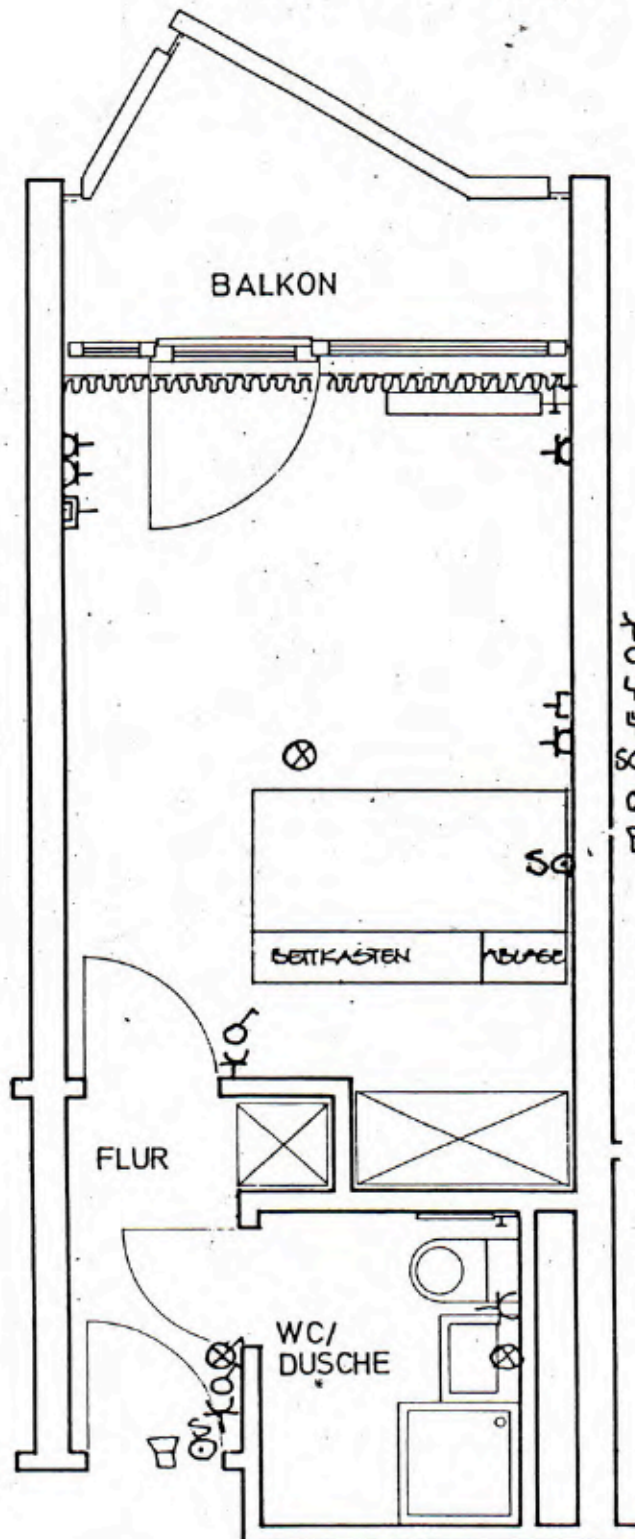 BALKON
BETTKASTEN
ABLAGE
FLUR
WC/
DUSCHE
*
S
S